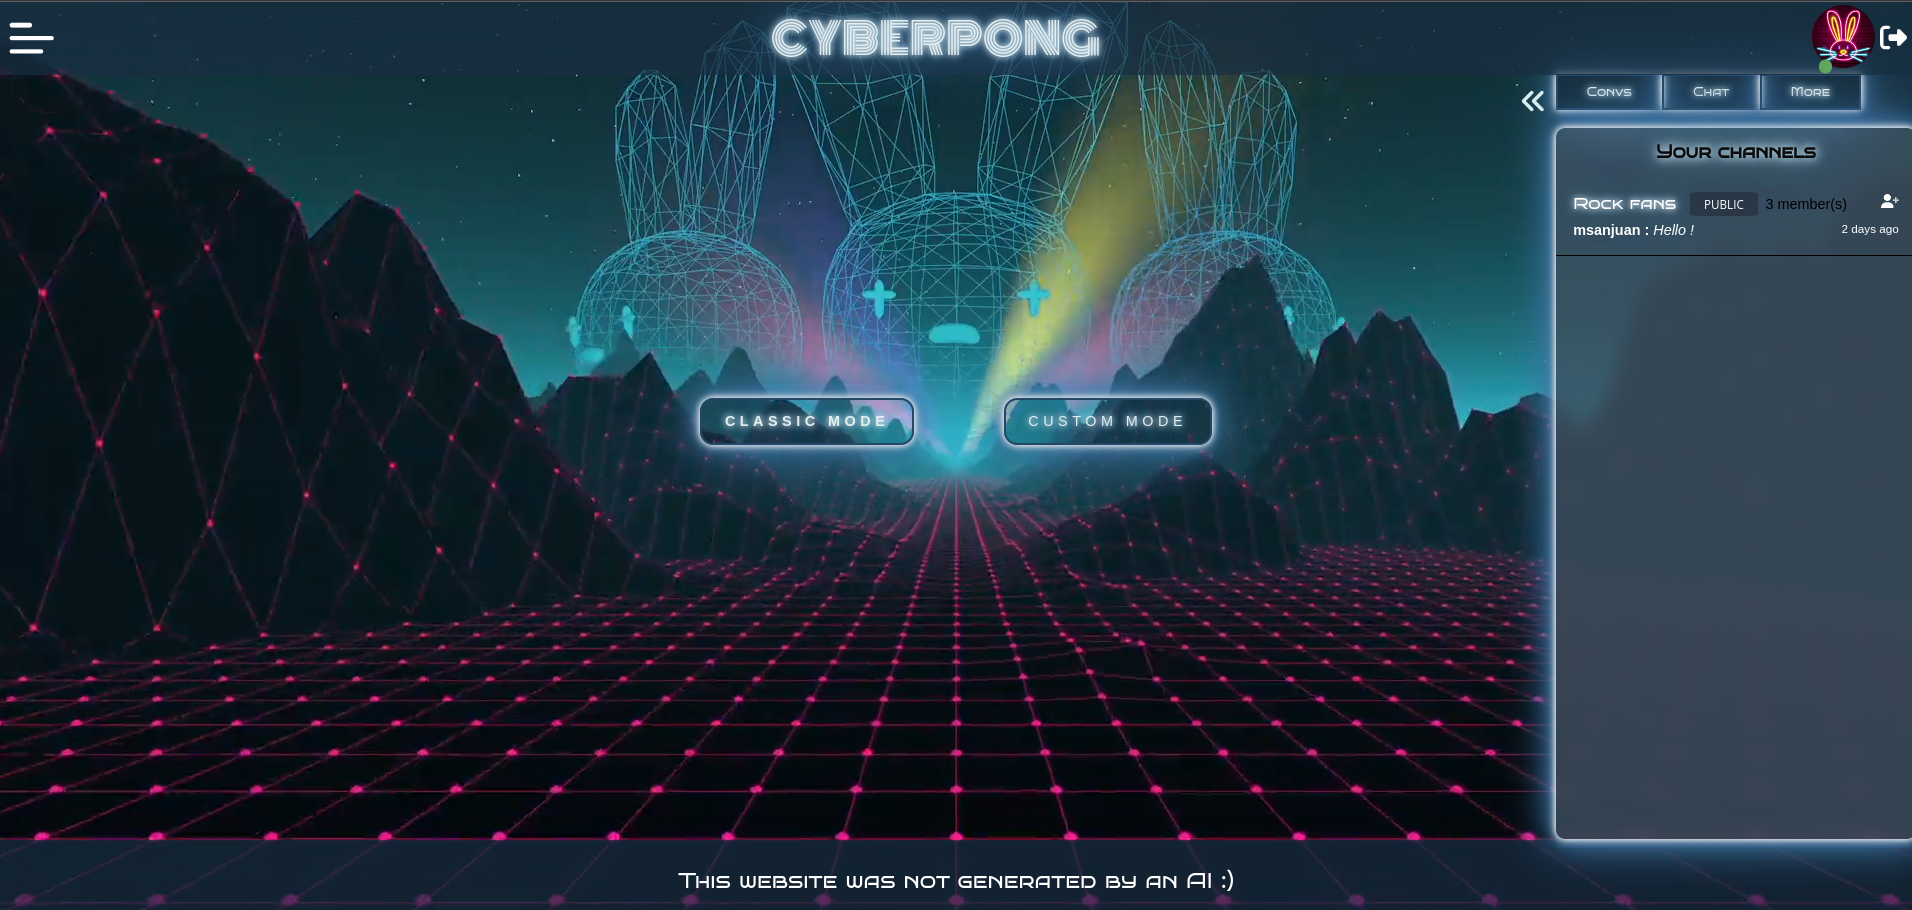 CYBERPONG
Convs Chat More
Your channels
Rock fans PUBLIC 3 member(s)
msanjuan : Hello ! 2 days ago
CLASSIC MODE CUSTOM MODE
This website was not generated by an AI :)